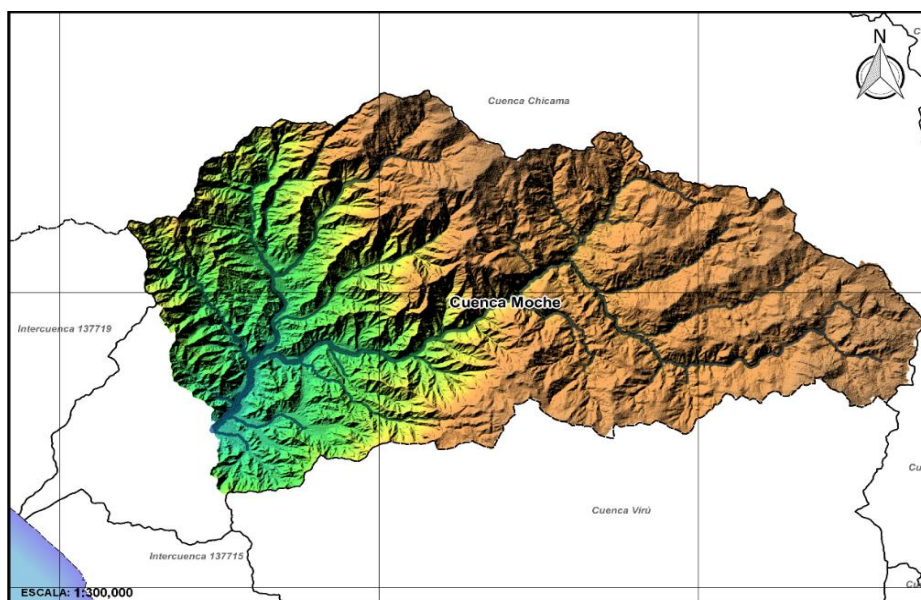 Cuenca Chicama
N
Cuenca Moche
Intercuenca 137719
Cuenca Virú
Intercuenca 137715
ESCALA: 1:300,000